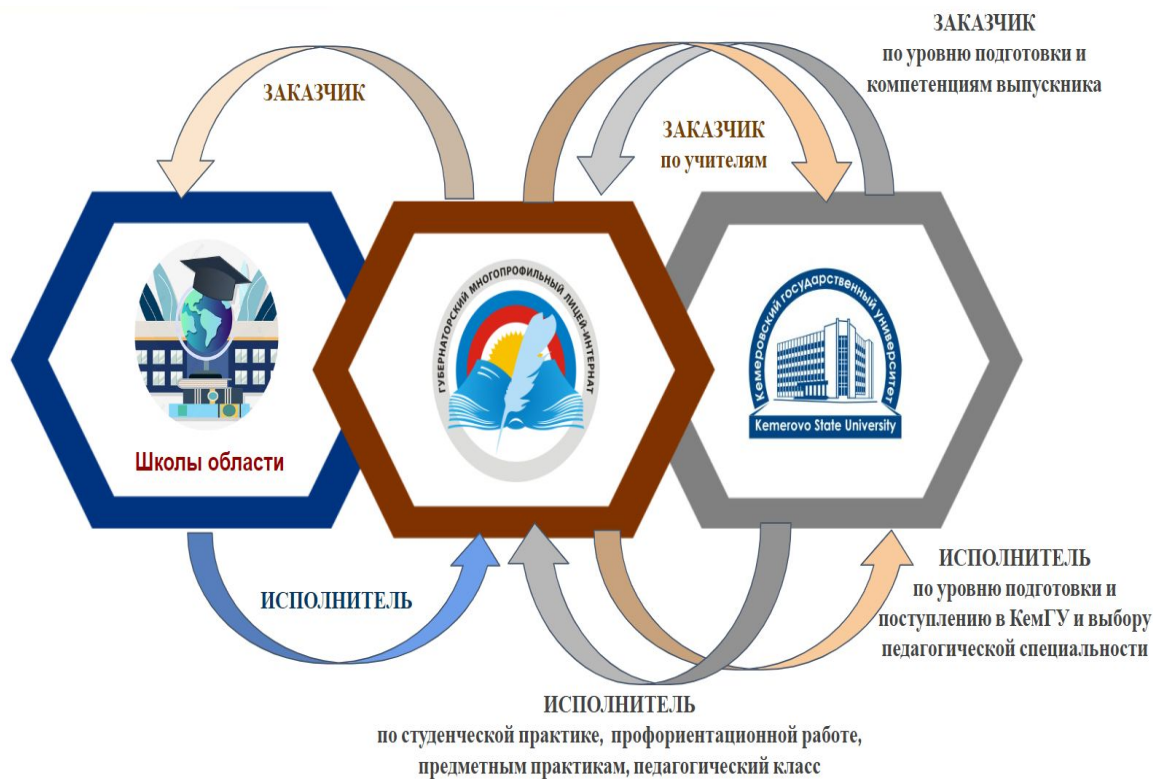 ЗАКАЗЧИК
по уровню подготовки и
компетенциям выпускника
ЗАКАЗЧИК
ЗАКАЗЧИК
по учителям
Школы области
ГУБЕРНАТОРСКИЙ МНОГОПРОФИЛЬНЫЙ ЛИЦЕЙ-ИНТЕРНАТ
Кемеровский государственный университет
Kemerovo State University
ИСПОЛНИТЕЛЬ
ИСПОЛНИТЕЛЬ
по уровню подготовки и
поступлению в КемГУ и выбору
педагогической специальности
ИСПОЛНИТЕЛЬ
по студенческой практике, профориентационной работе,
предметным практикам, педагогический класс